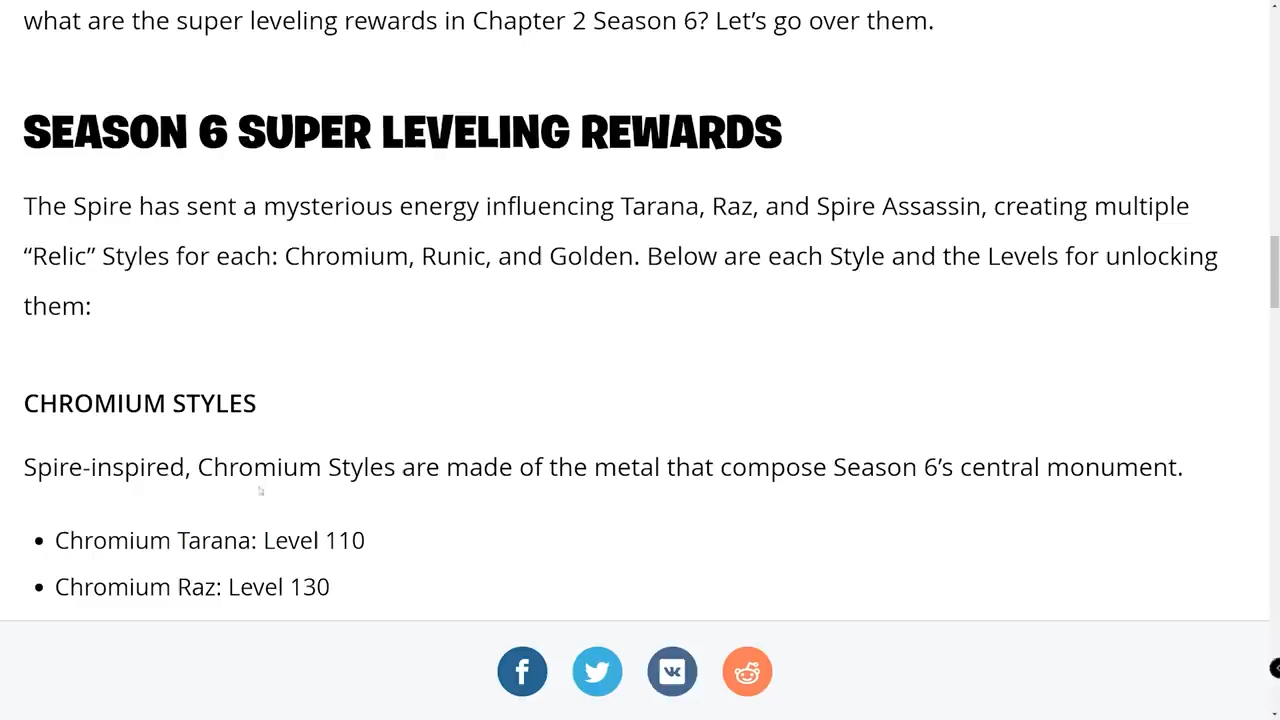 what are the super leveling rewards in Chapter 2 Season 6? Let’s go over them.
SEASON 6 SUPER LEVELING REWARDS
The Spire has sent a mysterious energy influencing Tarana, Raz, and Spire Assassin, creating multiple
“Relic” Styles for each: Chromium, Runic, and Golden. Below are each Style and the Levels for unlocking
them:
CHROMIUM STYLES
Spire-inspired, Chromium Styles are made of the metal that compose Season 6’s central monument.
• Chromium Tarana: Level 110
• Chromium Raz: Level 130